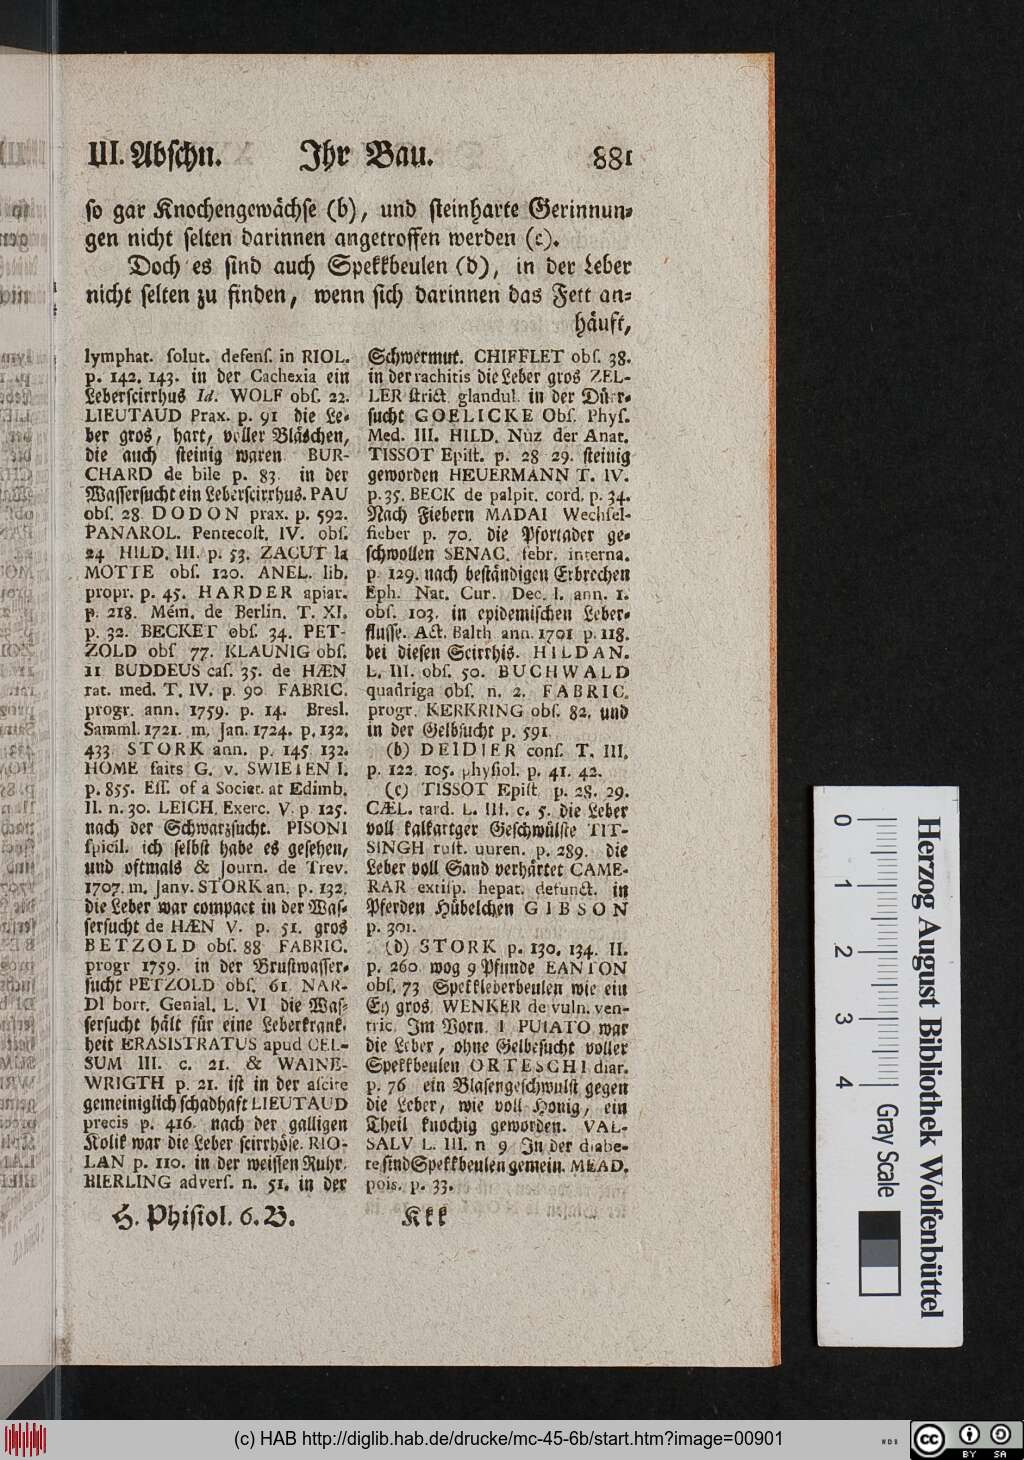 III. Abſchn. Ihr Bau. 881
ſo gar Knochengewächſe (b), und ſteinharte Gerinnun-
gen nicht ſelten darinnen angetroffen werden (c).
Doch es ſind auch Spekkbeulen (d), in der Leber
nicht ſelten zu finden, wenn ſich darinnen das Fett an-
häuft,
lymphat. ſolut. defenſ. in RIOL.
p. 142. 143. in der Cachexia ein
Leberſcirrhus Id. WOLF obſ. 22.
LIEUTAUD Prax. p. 91 die Le-
ber gros, hart, voller Bläschen,
die auch ſteinig waren BUR-
CHARD de bile p. 83. in der
Waſſerſucht ein Leberſcirrhus. PAU
obſ. 28 DODON prax. p. 592.
PANAROL. Pentecoſt. IV. obſ.
24 HILD. III. p. 53. ZACUT la
MOTTE obſ. 120. ANEL. lib.
propr. p. 45. HARDER apiar.
p. 218. Mém. de Berlin. T. XI.
p. 32. BECKET obſ. 34. PET-
ZOLD obſ 77. KLAUNIG obſ.
11 BUDDEUS caſ. 35. de HÆN
rat. med. T. IV. p. 90 FABRIC.
progr. ann. 1759. p. 14. Bresl.
Samml. 1721. m. Jan. 1724. p. 132.
433 STORK ann. p. 145 132.
HOME faits G. v. SWIETEN I.
p. 855. Eſſ. of a Societ. at Edimb.
II. n. 30. LEICH. Exerc. V. p. 125.
nach der Schwarzſucht. PISONI
ſpicil. ich ſelbſt habe es geſehen,
und oftmals & Journ. de Trev.
1707. m. Janv. STORK an. p. 132.
die Leber war compact in der Waſ-
ſerſucht de HÆN V. p. 51. gros
BETZOLD obſ. 88 FABRIC.
progr 1759. in der Bruſtwaſſer-
ſucht PETZOLD obſ. 61. NAR-
DI hort. Genial. L. VI die Waſ-
ſerſucht hält für eine Leberkrank-
heit ERASISTRATUS apud CEL-
SUM III. c. 21. & WAINE-
WRIGTH p. 21. iſt in der aſcite
gemeiniglich ſchadhaft LIEUTAUD
precis p. 416. nach der galligen
Kolik war die Leber ſcirrhöſe. RIO-
LAN p. 110. in der weiſſen Ruhr.
BIERLING adverſ. n. 51. in der
Schwermut. CHIFFLET obſ. 38.
in der rachitis die Leber gros ZEL-
LER ſtrict. glandul. in der Dürr-
ſucht GOELICKE Obſ. Phyſ.
Med. III. HILD. Nuz der Anat.
TISSOT Epiſt. p. 28 29. ſteinig
geworden HEUERMANN T. IV.
p. 35. BECK de palpit. cord. p. 34.
Nach Fiebern MADAI Wechſel-
fieber p. 70. die Pfortader ge-
ſchwollen SENAC. febr. interna.
p. 129. nach beſtändigen Erbrechen
Eph. Nat. Cur. Dec. I. ann. 1.
obſ. 103. in epidemiſchen Leber-
fluſſe. Act. Balth ann. 1701 p. 118.
bei dieſen Scirrhis. HILDAN.
L. III. obſ. 50. BUCHWALD
quadriga obſ. n. 2. FABRIC.
progr. KERKRING obſ. 82. und
in der Gelbſucht p. 591
(b) DEIDIER conſ. T. III.
p. 122. 105. phyſiol. p. 41. 42.
(c) TISSOT Epiſt. p. 28. 29.
CÆL. tard. L. III. c. 5. die Leber
voll kalkartger Geſchwülſte TIT-
SINGH ruſt. uuren. p. 289. die
Leber voll Sand verhärtet CAME-
RAR extiſp. hepat. defunct. in
Pferden Hübelchen GIBSON
p. 301.
(d) STORK p. 130. 134. II.
p. 260 wog 9 Pfunde EANTON
obſ. 73 Spekkleberbeulen wie ein
Ey gros WENKER de vuln. ven-
tric. Im Vorn. I PUTATO war
die Leber, ohne Gelbeſucht voller
Spekkbeulen ORTESCHI diar.
p. 76 ein Blaſengeſchwulſt gegen
die Leber, wie voll Honig, ein
Theil knochig geworden. VAL-
SALV L. III. n 9 In der diabe-
te ſind Spekkbeulen gemein. MEAD.
pois. p. 33.
H. Phiſiol. 6. B. Kkk
0 1 2 3 4
Gray Scale
Herzog August Bibliothek Wolfenbüttel
(c) HAB http://diglib.hab.de/drucke/mc-45-6b/start.htm?image=00901
cc BY SA